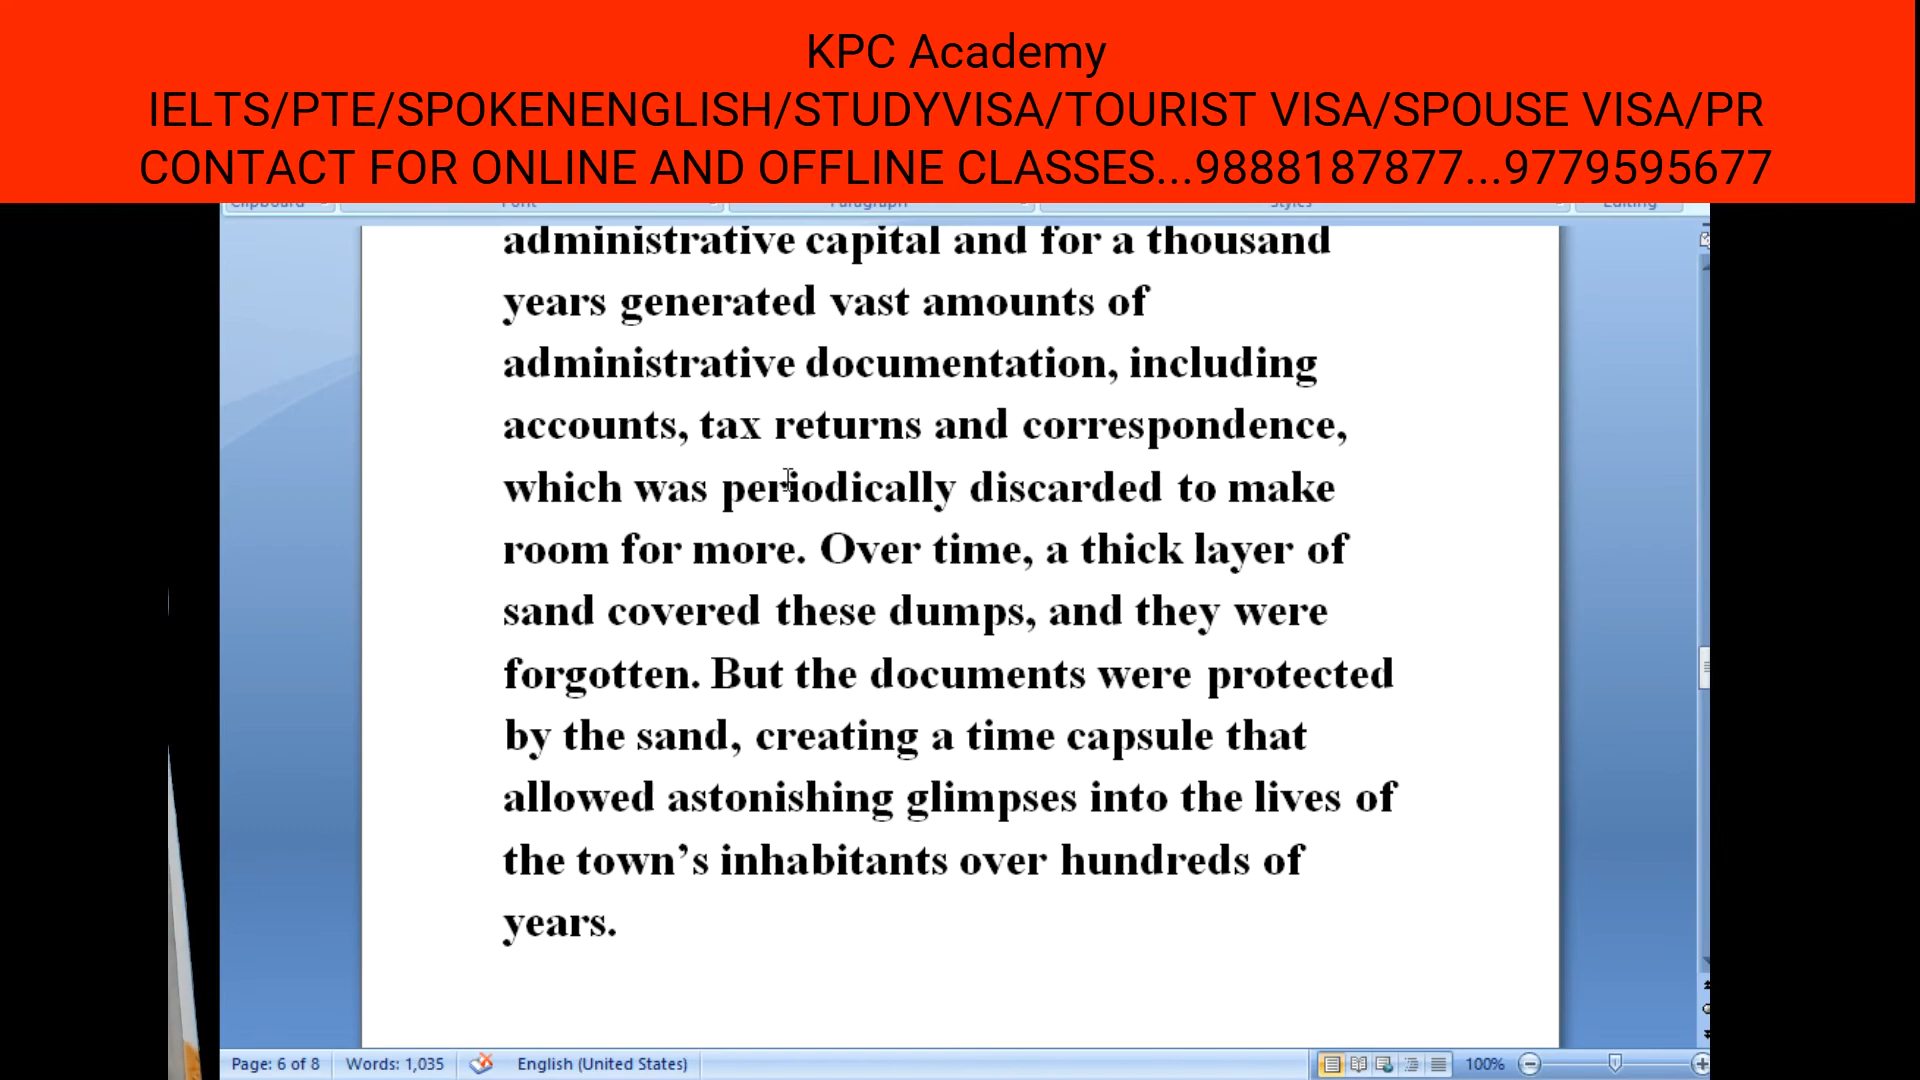 KPC Academy
IELTS/PTE/SPOKENENGLISH/STUDYVISA/TOURIST VISA/SPOUSE VISA/PR
CONTACT FOR ONLINE AND OFFLINE CLASSES...9888187877...9779595677
Clipboard Font Paragraph Styles Editing
administrative capital and for a thousand
years generated vast amounts of
administrative documentation, including
accounts, tax returns and correspondence,
which was periodically discarded to make
room for more. Over time, a thick layer of
sand covered these dumps, and they were
forgotten. But the documents were protected
by the sand, creating a time capsule that
allowed astonishing glimpses into the lives of
the town’s inhabitants over hundreds of
years.
Page: 6 of 8 Words: 1,035 English (United States) 100%